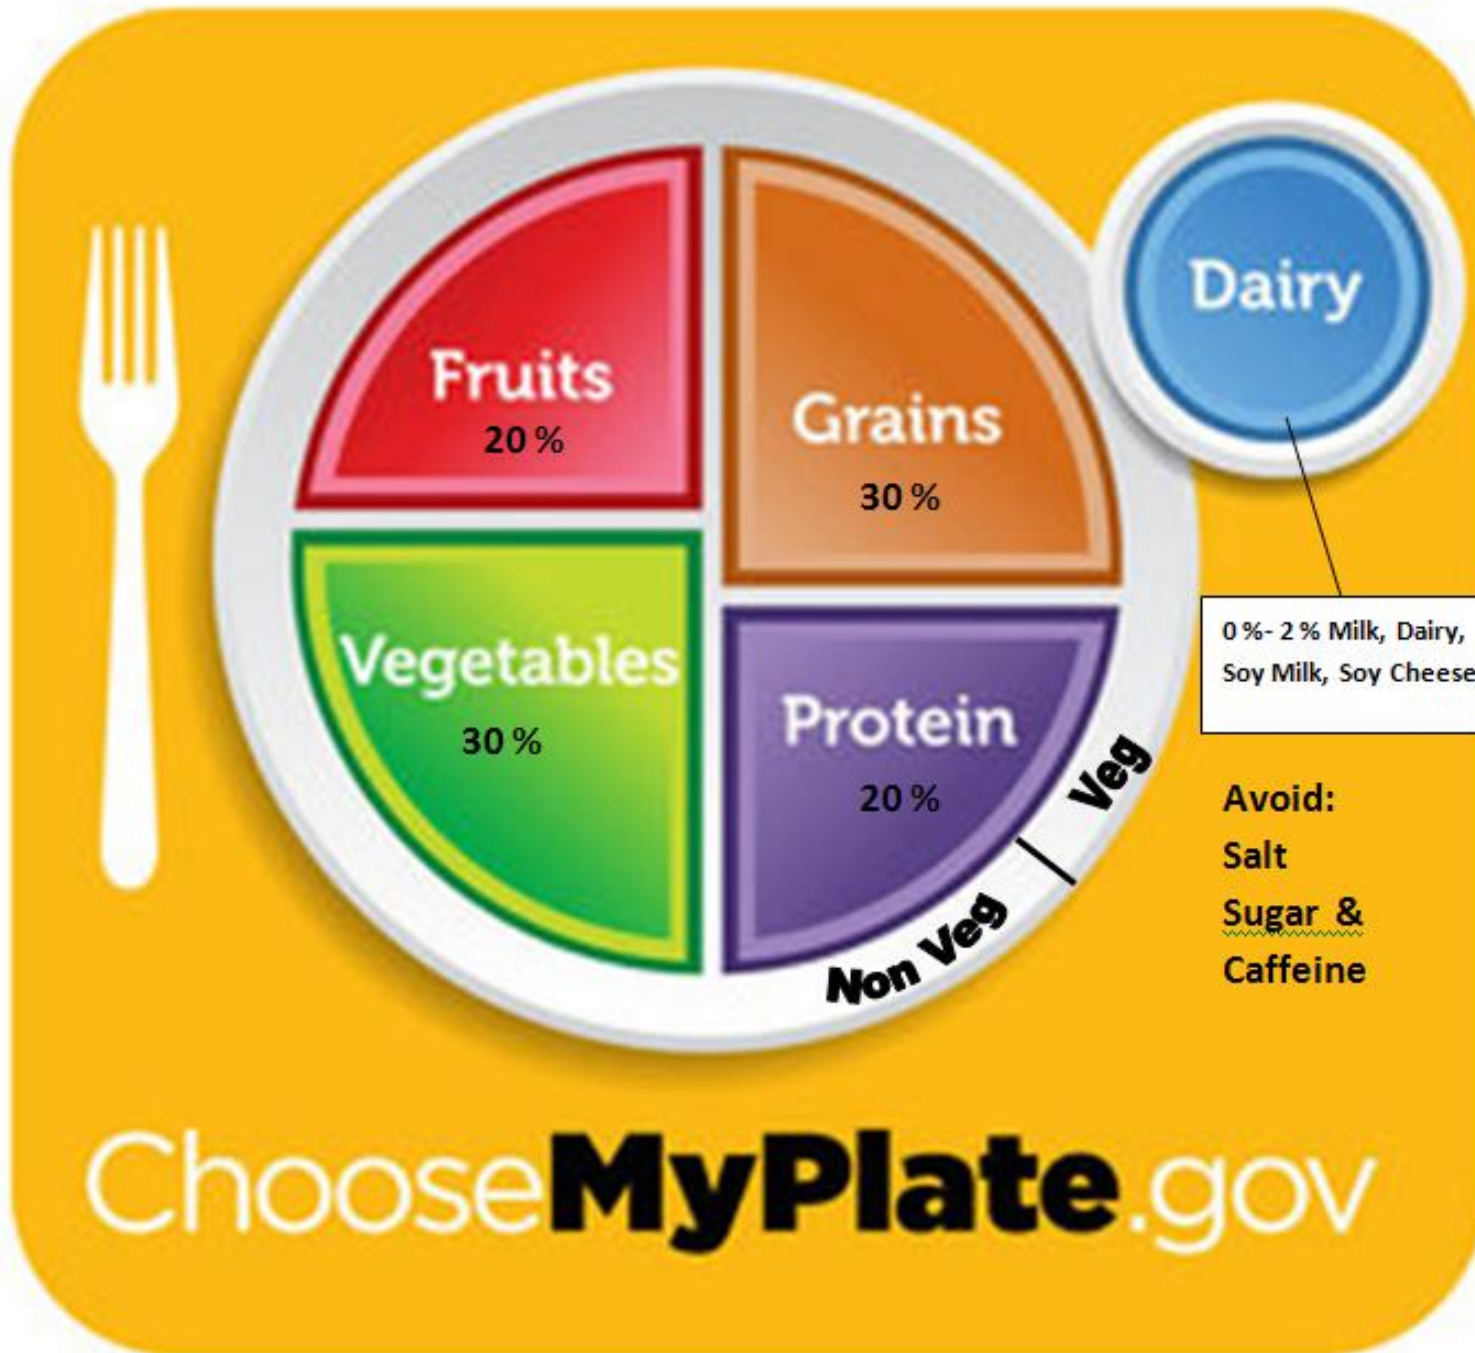 Fruits
20 %
Grains
30 %
Dairy
Vegetables
30 %
Protein
20 %
Veg
Non Veg
0 %- 2 % Milk, Dairy,
Soy Milk, Soy Cheese
Avoid:
Salt
Sugar &
Caffeine
ChooseMyPlate.gov